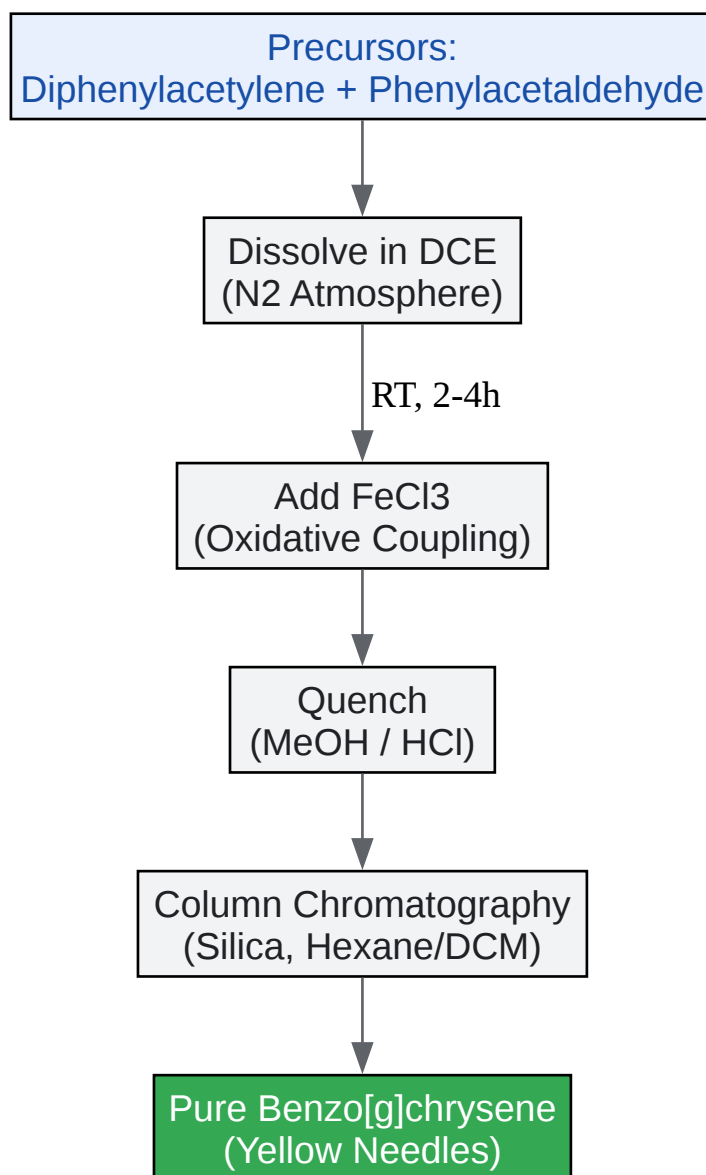 Precursors:
Diphenylacetylene + Phenylacetaldehyde
Dissolve in DCE
(N2 Atmosphere)
RT, 2-4h
Add FeCl3
(Oxidative Coupling)
Quench
(MeOH / HCl)
Column Chromatography
(Silica, Hexane/DCM)
Pure Benzo[g]chrysene
(Yellow Needles)